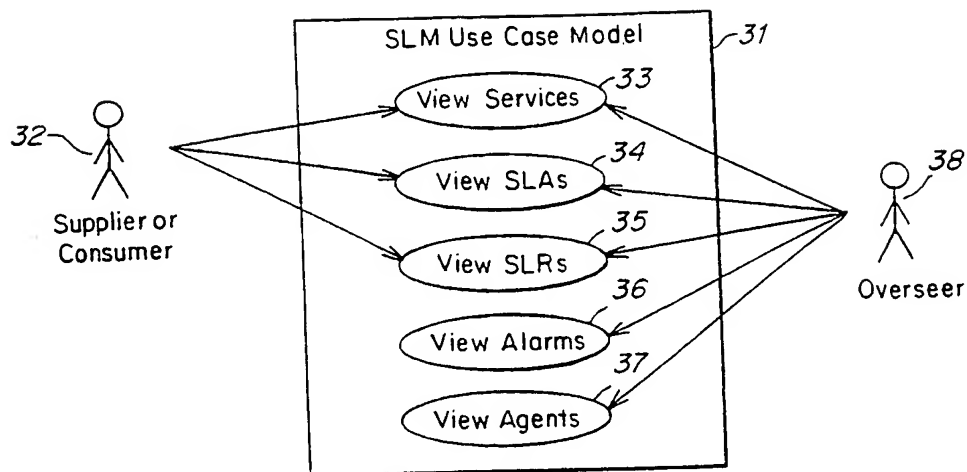 SLM Use Case Model
31
View Services
33
32
View SLAs
34
38
Supplier or
Consumer
View SLRs
35
Overseer
View Alarms
36
View Agents
37